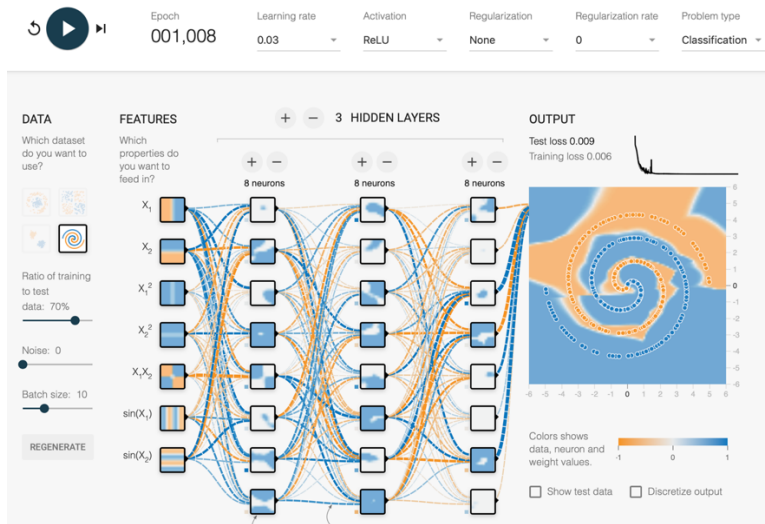 Epoch
001,008
Learning rate
0.03
Activation
ReLU
Regularization
None
Regularization rate
0
Problem type
Classification
DATA
Which dataset
do you want to
use?
Ratio of training
to test
data: 70%
Noise: 0
Batch size: 10
REGENERATE
FEATURES
Which
properties do
you want to
feed in?
X₁
X₂
X₁²
X₂²
X₁X₂
sin(X₁)
sin(X₂)
+ − 3 HIDDEN LAYERS
+ −
8 neurons
+ −
8 neurons
+ −
8 neurons
OUTPUT
Test loss 0.009
Training loss 0.006
6
5
4
3
2
1
0
-1
-2
-3
-4
-5
-6
-6 -5 -4 -3 -2 -1 0 1 2 3 4 5 6
Colors shows
data, neuron and
weight values.
-1 0 1
Show test data
Discretize output